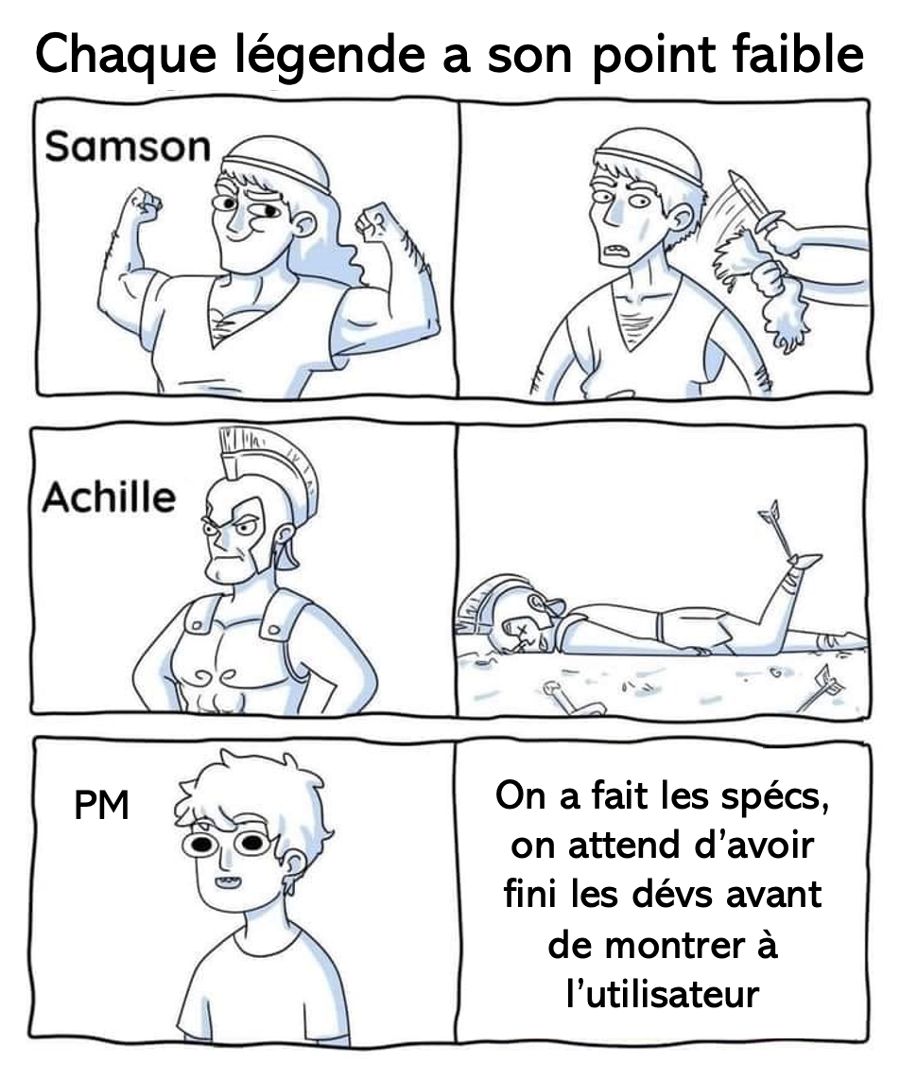 Chaque légende a son point faible
Samson
Achille
PM
On a fait les spécs,
on attend d'avoir
fini les dévs avant
de montrer à
l'utilisateur